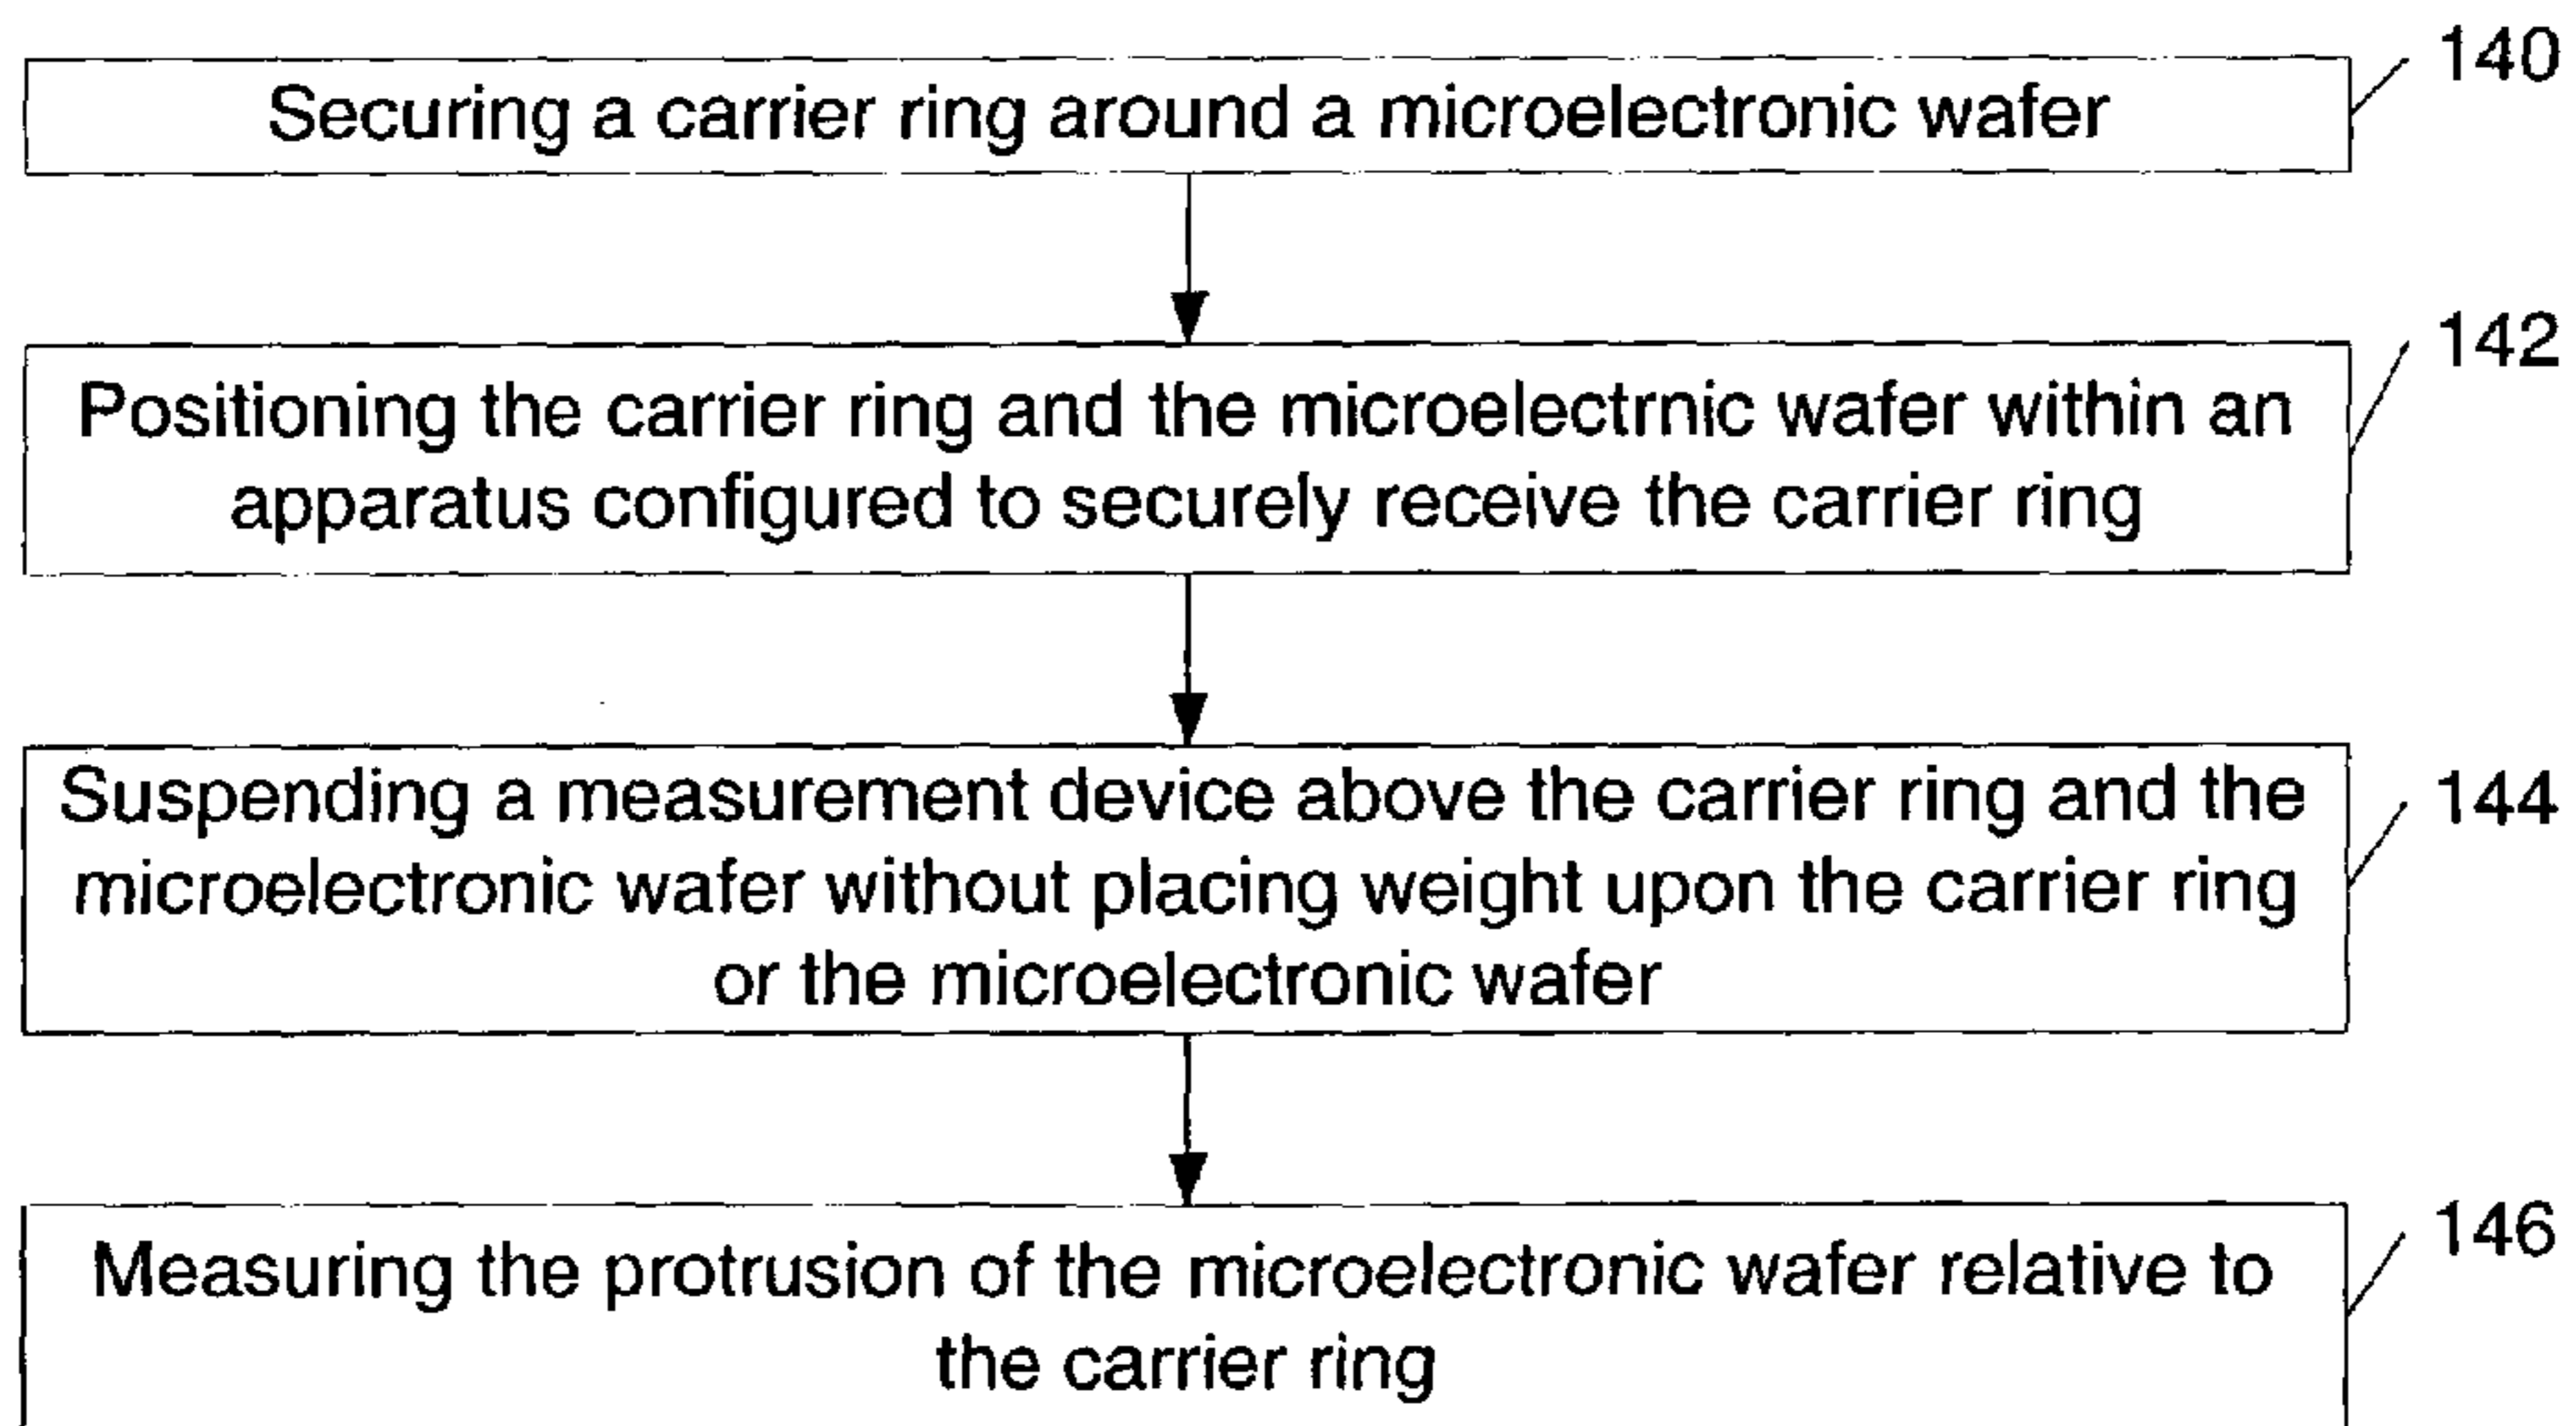 140
Securing a carrier ring around a microelectronic wafer
142
Positioning the carrier ring and the microelectrnic wafer within an
apparatus configured to securely receive the carrier ring
144
Suspending a measurement device above the carrier ring and the
microelectronic wafer without placing weight upon the carrier ring
or the microelectronic wafer
146
Measuring the protrusion of the microelectronic wafer relative to
the carrier ring